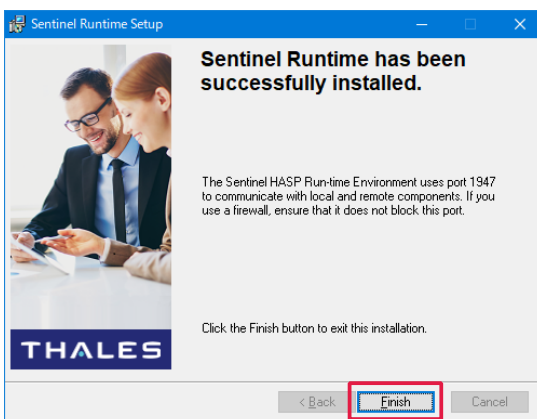 Sentinel Runtime Setup
Sentinel Runtime has been
successfully installed.
The Sentinel HASP Run-time Environment uses port 1947
to communicate with local and remote components. If you
use a firewall, ensure that it does not block this port.
Click the Finish button to exit this installation.
THALES
< Back
Finish
Cancel